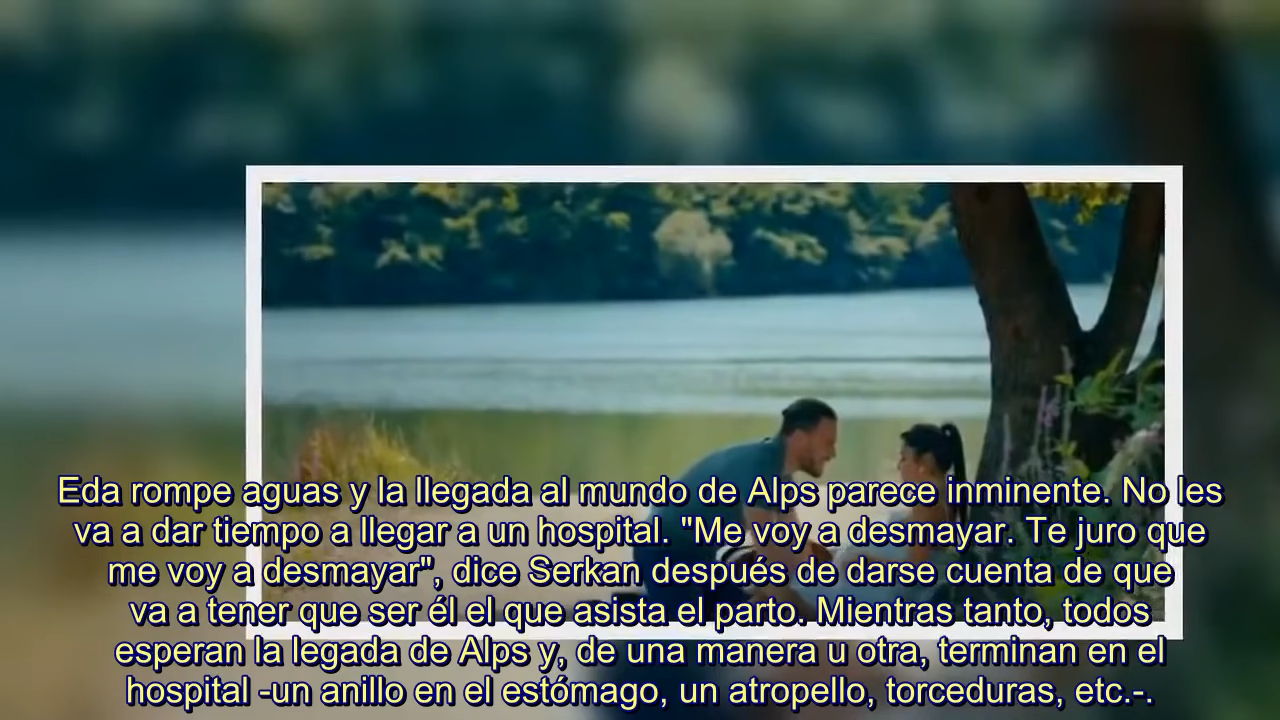 Eda rompe aguas y la llegada al mundo de Alps parece inminente. No les
va a dar tiempo a llegar a un hospital. "Me voy a desmayar. Te juro que
me voy a desmayar", dice Serkan después de darse cuenta de que
va a tener que ser él el que asista el parto. Mientras tanto, todos
esperan la legada de Alps y, de una manera u otra, terminan en el
hospital -un anillo en el estómago, un atropello, torceduras, etc.-.